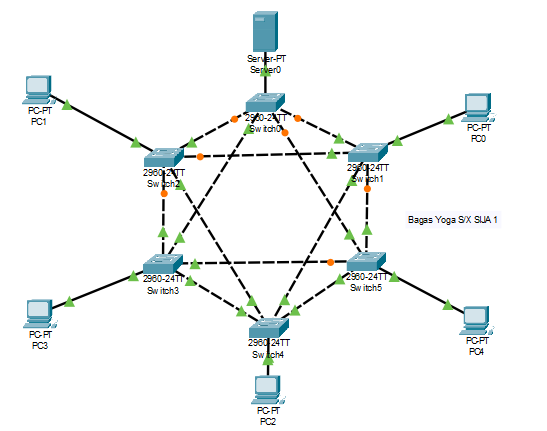 Server-PT
Server0
2960-24TT
Switch0
PC-PT
PC1
PC-PT
PC0
2960-24TT
Switch2
2960-24TT
Switch1
Bagas Yoga S/X SIJA 1
2960-24TT
Switch3
2960-24TT
Switch5
PC-PT
PC3
2960-24TT
Switch4
PC-PT
PC4
PC-PT
PC2